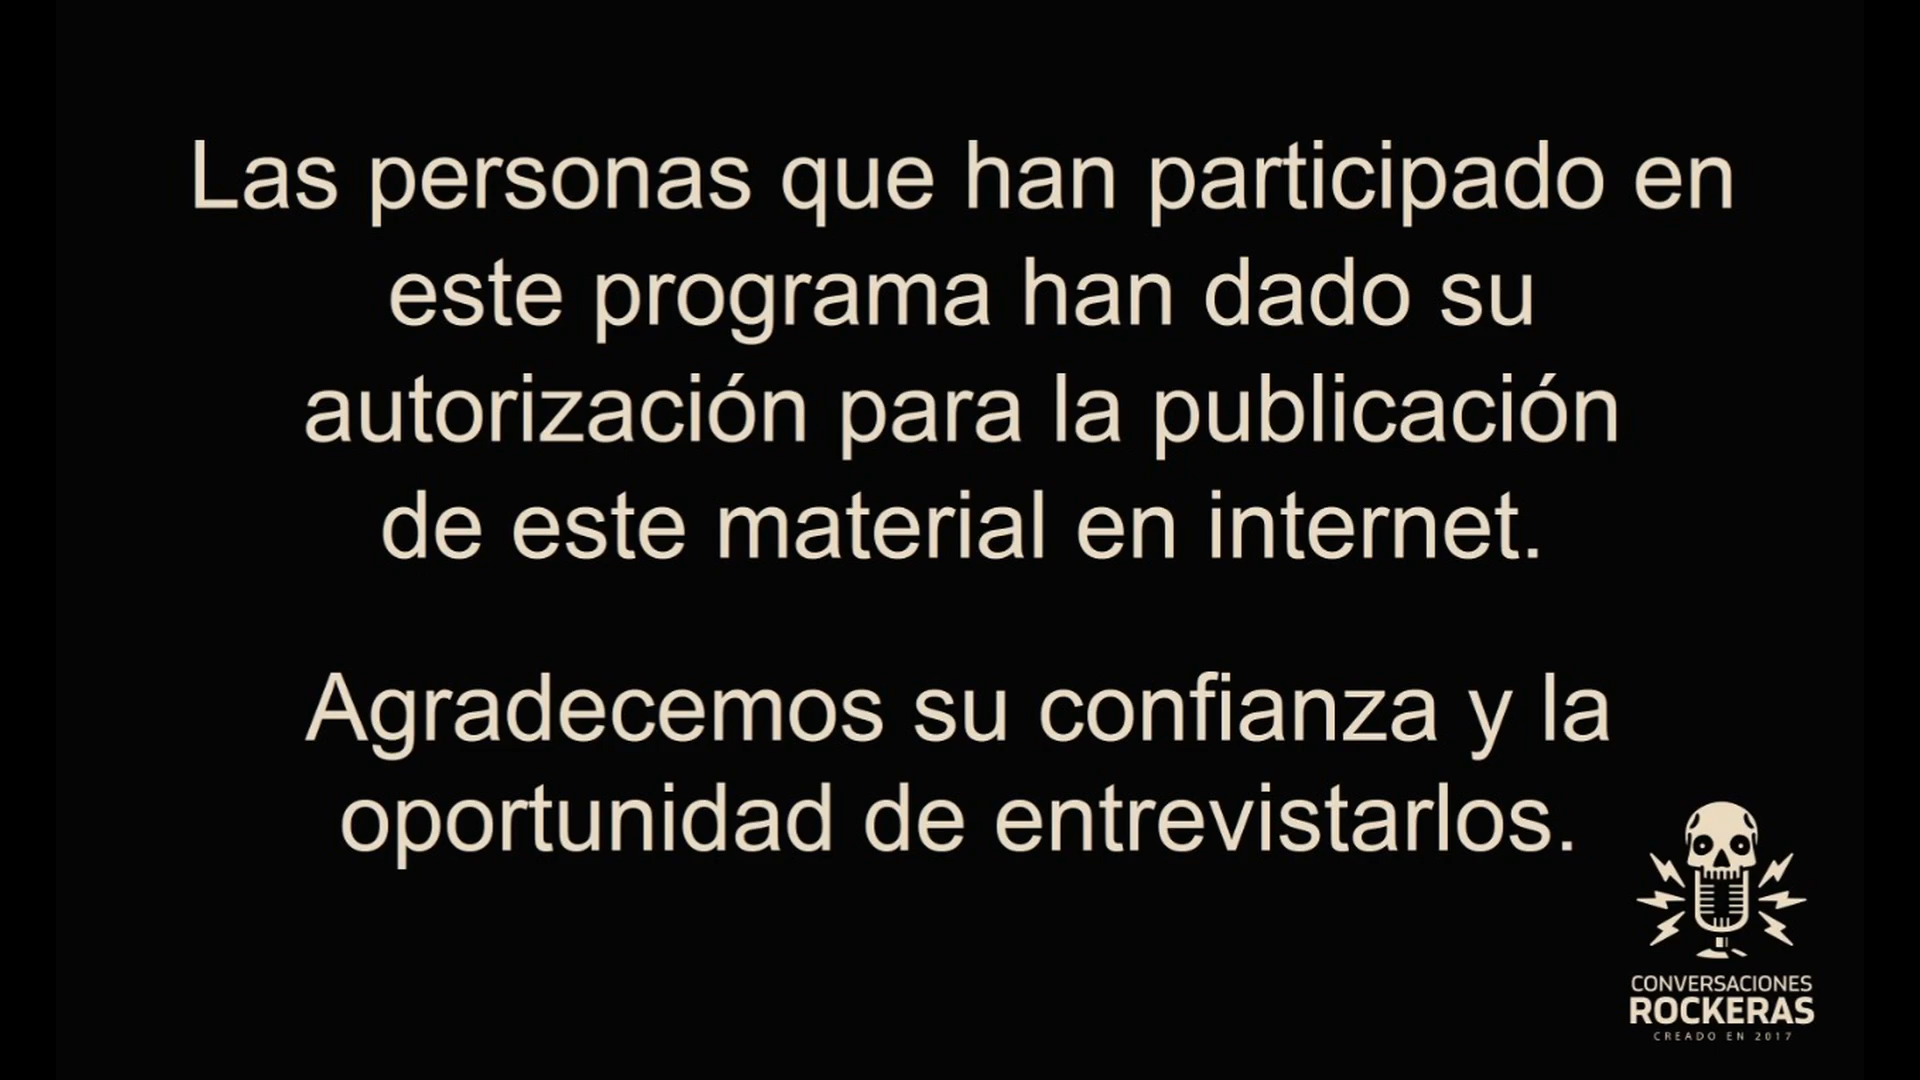 Las personas que han participado en
este programa han dado su
autorización para la publicación
de este material en internet.
Agradecemos su confianza y la
oportunidad de entrevistarlos.
CONVERSACIONES
ROCKERAS
CREADO EN 2017